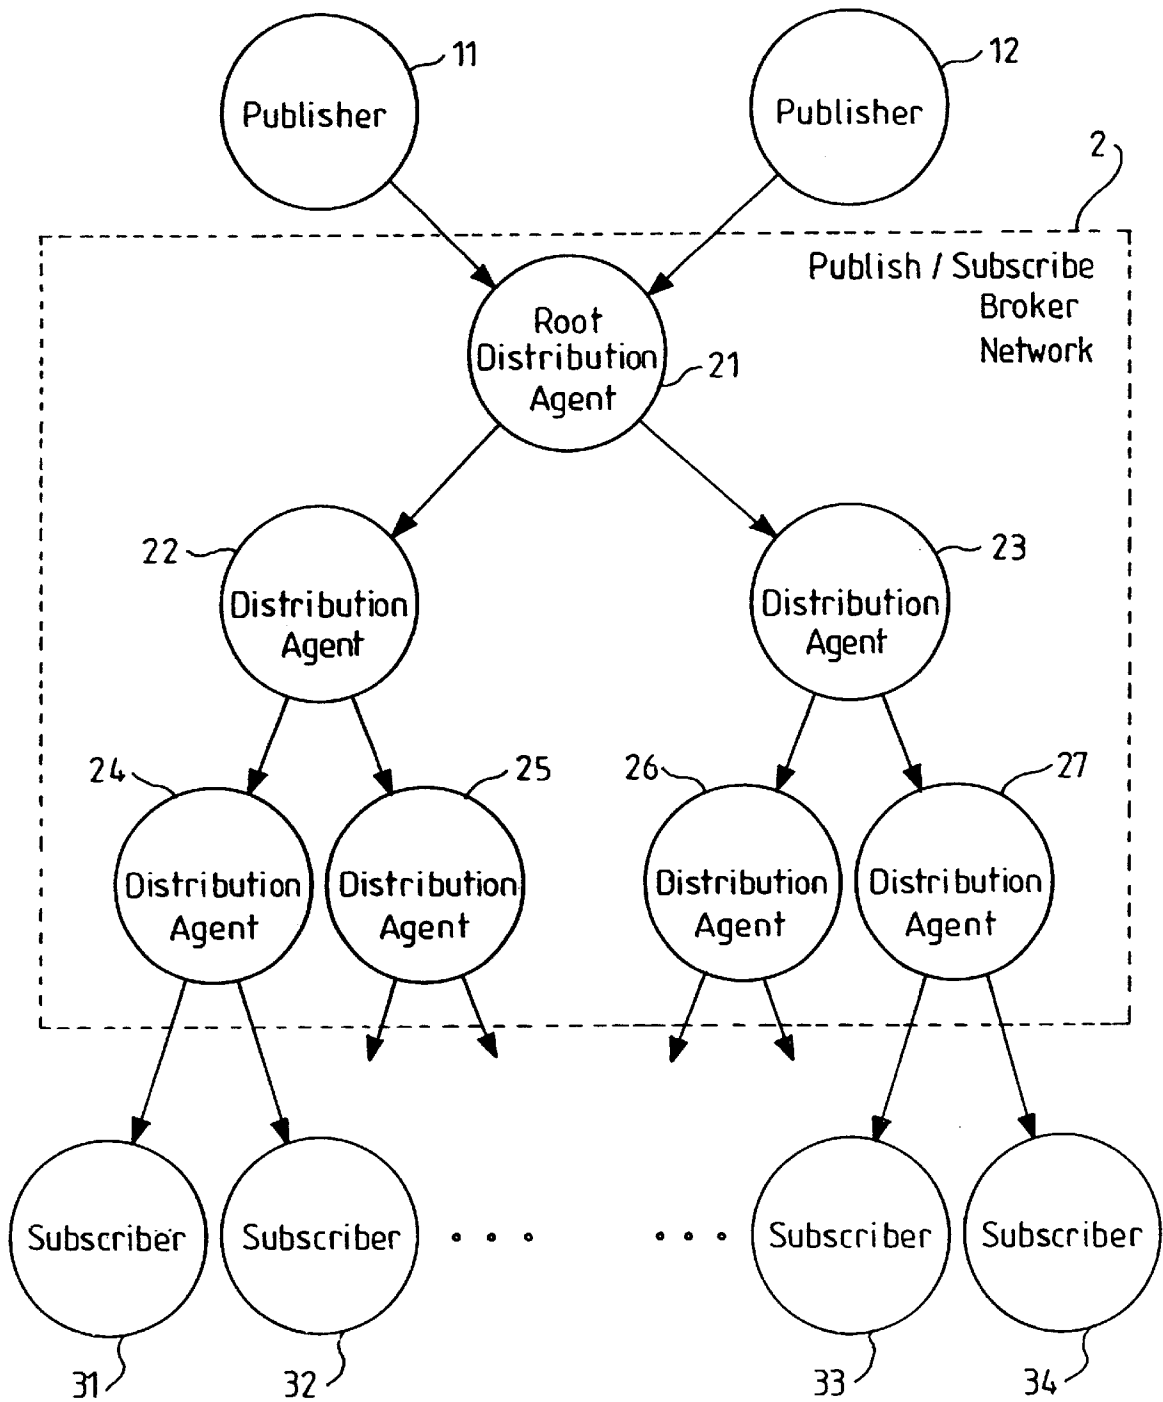 11
Publisher
12
Publisher
2
Publish / Subscribe
Broker
Network
Root
Distribution
Agent
21
22
Distribution
Agent
23
Distribution
Agent
24
Distribution
Agent
25
Distribution
Agent
26
Distribution
Agent
27
Distribution
Agent
Subscriber
31
Subscriber
32
Subscriber
33
Subscriber
34